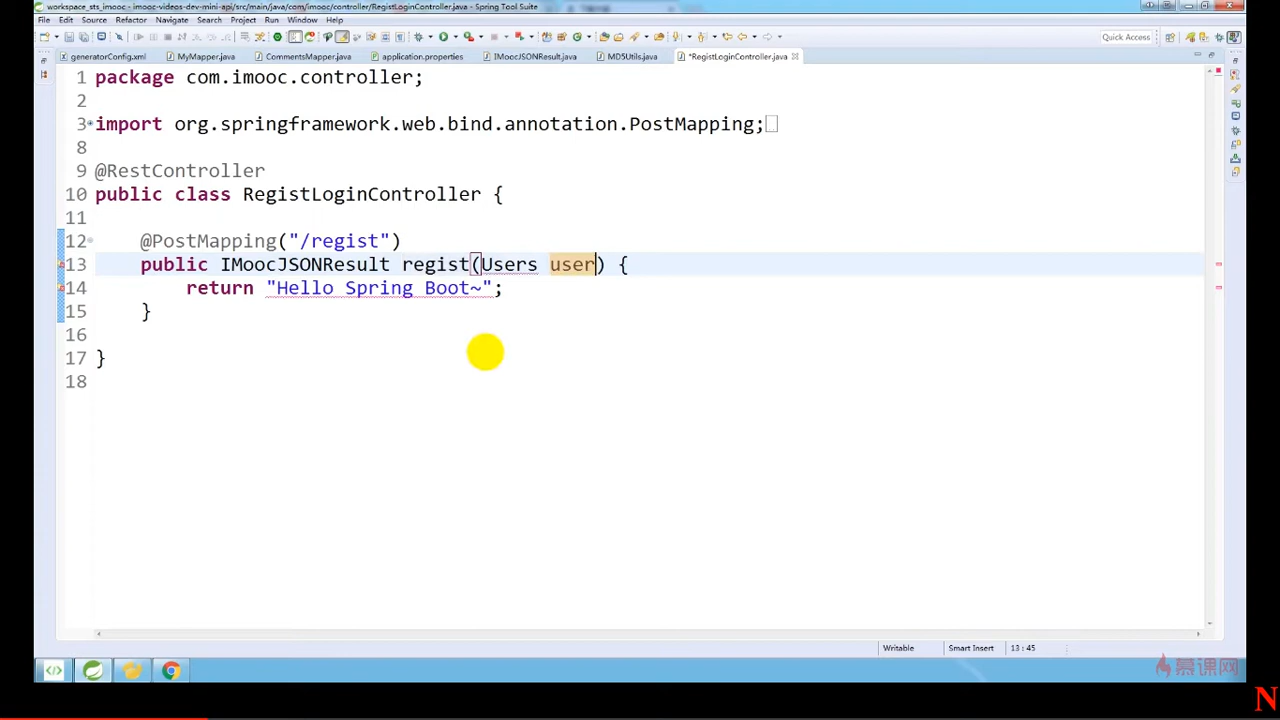 workspace_sts_imooc - imooc-videos-dev-mini-api/src/main/java/com/imooc/controller/RegistLoginController.java - Spring Tool Suite
File Edit Source Refactor Navigate Search Project Run Window Help
Quick Access
generatorConfig.xml MyMapper.java CommentsMapper.java application.properties IMoocJSONResult.java MD5Utils.java *RegistLoginController.java
1 package com.imooc.controller;
2
3 import org.springframework.web.bind.annotation.PostMapping;
8
9 @RestController
10 public class RegistLoginController {
11
12 @PostMapping("/regist")
13 public IMoocJSONResult regist(Users user) {
14 return "Hello Spring Boot~";
15 }
16
17 }
18
Writable Smart Insert 13 : 45
慕课网
N